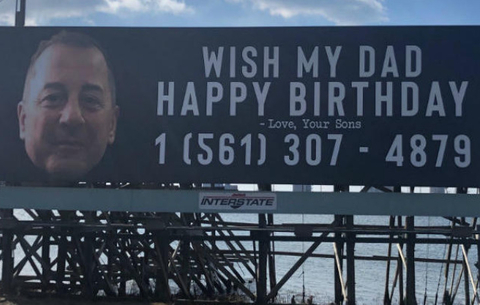 WISH MY DAD
HAPPY BIRTHDAY
- Love, Your Sons
1 (561) 307 - 4879
INTERSTATE